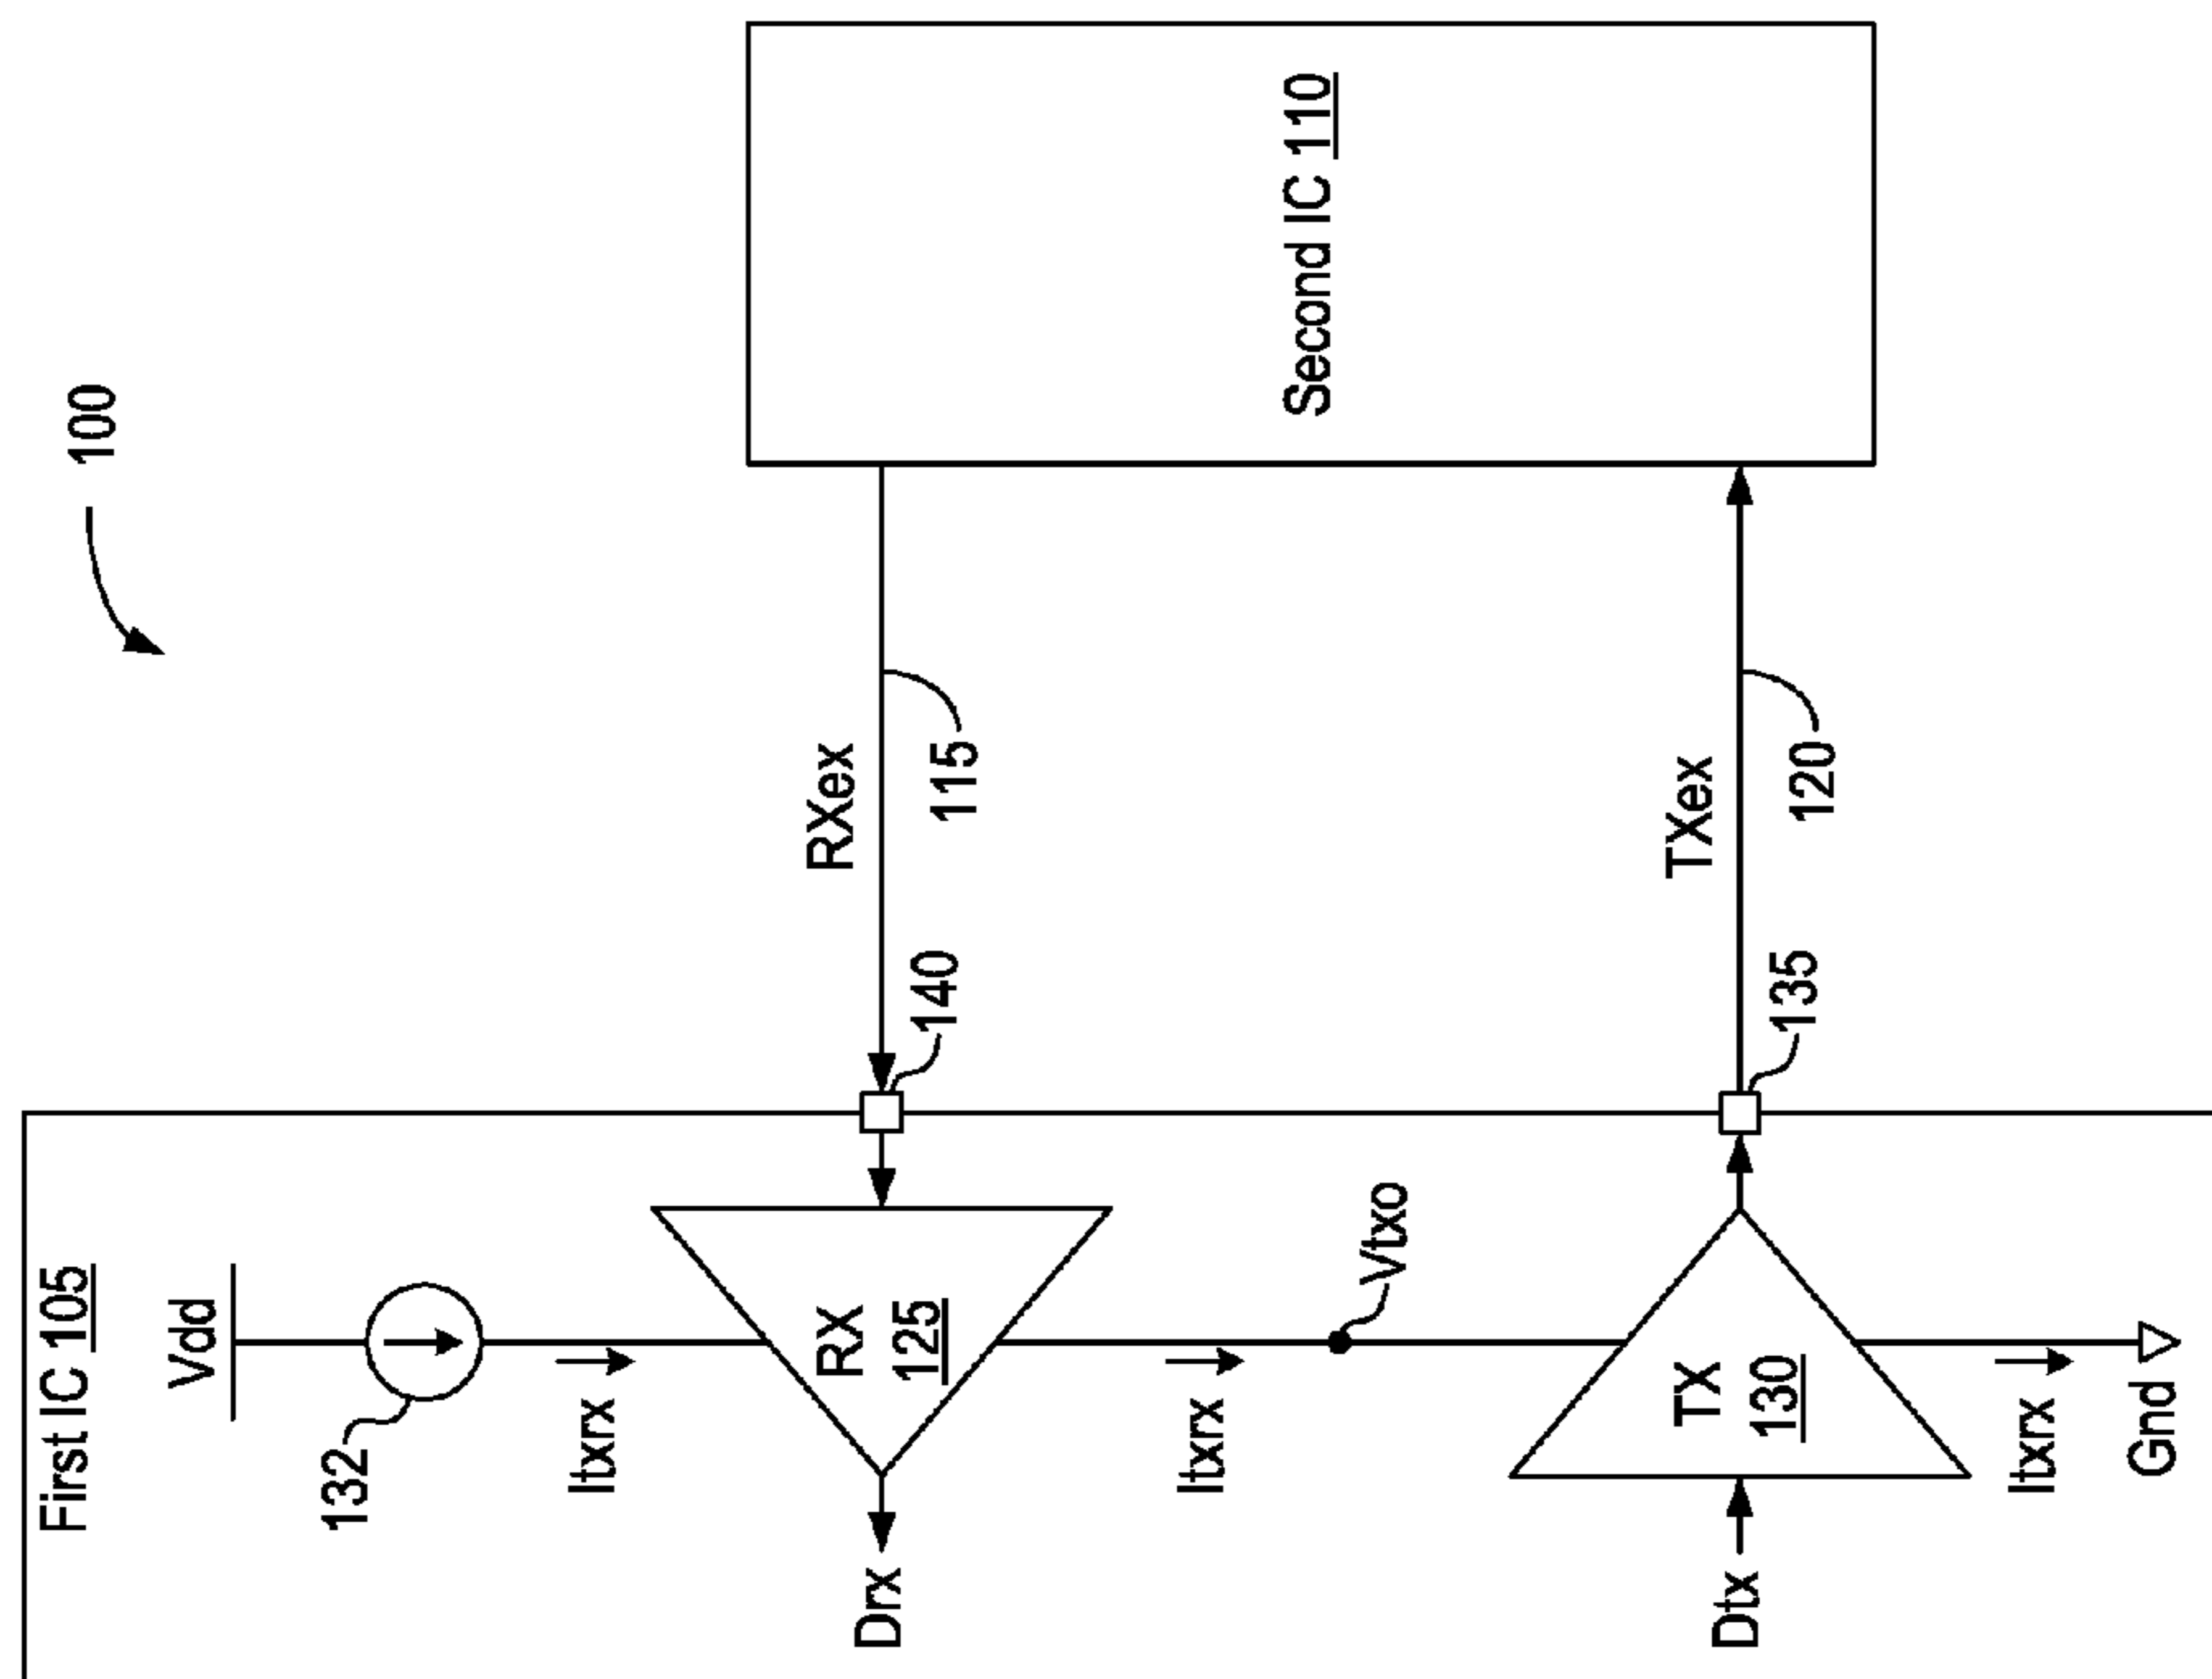 100
First IC 105
Vdd
132
Itxrx
Drx
RX
125
140
RXex
115
Second IC 110
Itxrx
Vtxo
Dtx
TX
130
135
TXex
120
Itxrx
Gnd